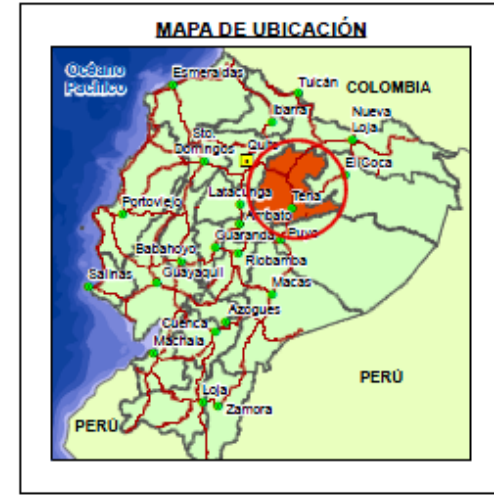 MAPA DE UBICACIÓN
Océano
Pacífico
Esmeraldas
Tulcán
COLOMBIA
Ibarra
Nueva
Loja
Sto.
Domingos
Quito
El Coca
Latacunga
Tena
Portoviejo
Ambato
Guaranda
Puyo
Babahoyo
Riobamba
Salinas
Guayaquil
Macas
Azogues
Cuenca
Machala
PERÚ
Loja
Zamora
PERÚ